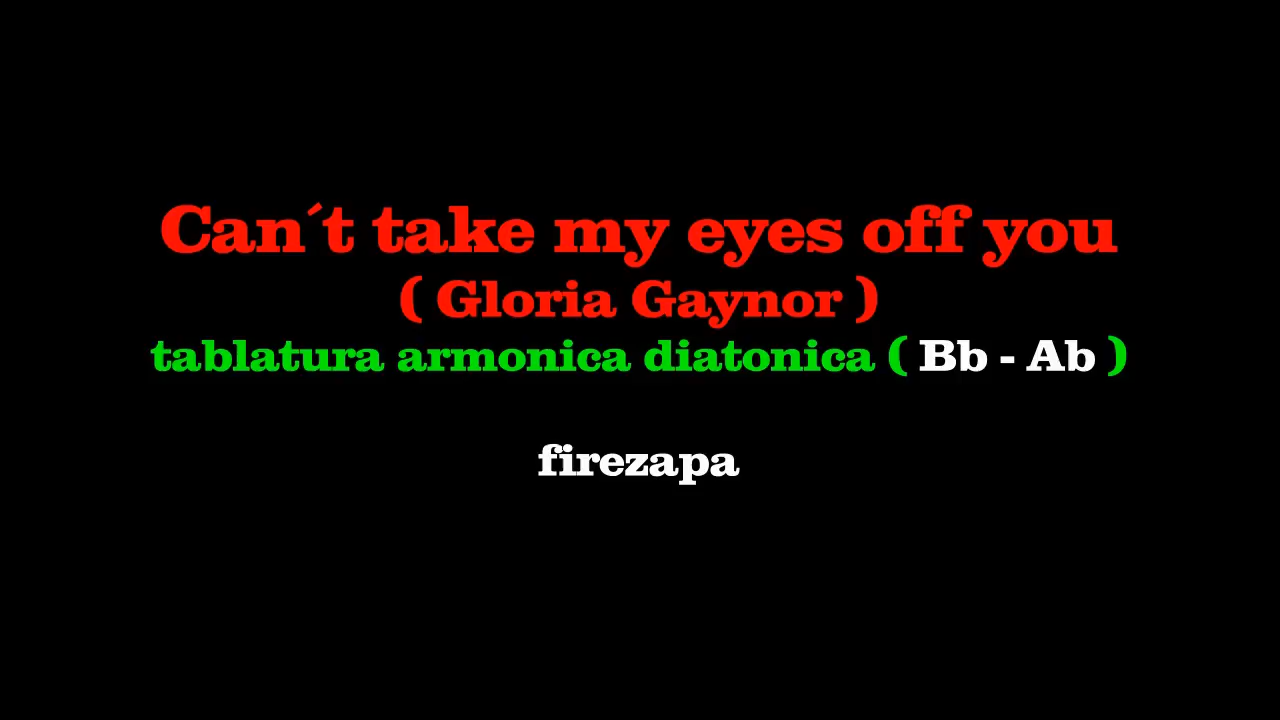 Can´t take my eyes off you
( Gloria Gaynor )
tablatura armonica diatonica ( Bb - Ab )
firezapa